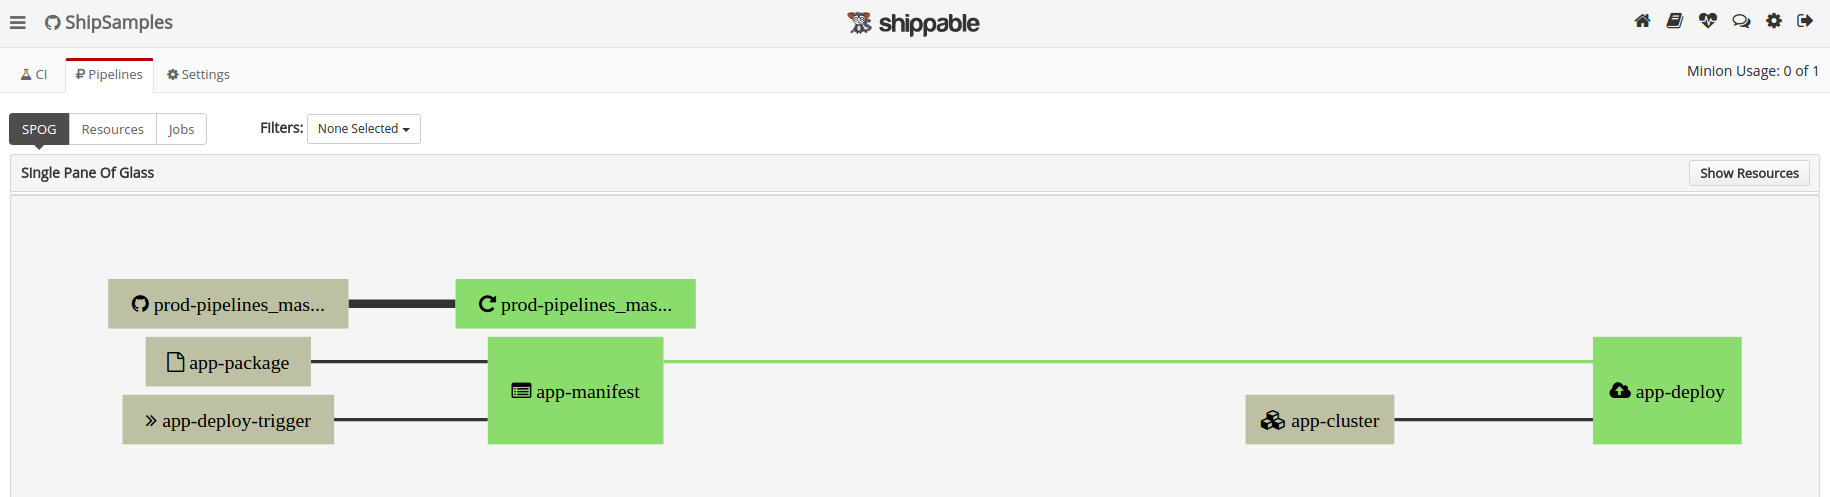 ShipSamples
shippable
CI
Pipelines
Settings
Minion Usage: 0 of 1
SPOG
Resources
Jobs
Filters:
None Selected
Single Pane Of Glass
Show Resources
prod-pipelines_mas...
prod-pipelines_mas...
app-package
app-manifest
app-deploy
app-deploy-trigger
app-cluster